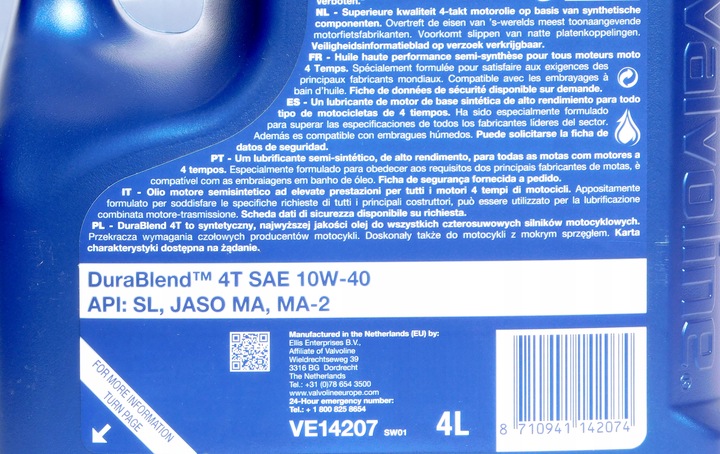 verboten.
NL - Superieure kwaliteit 4-takt motorolie op basis van synthetische
componenten. Overtreft de eisen van 's-werelds meest toonaangevende
motorfietsfabrikanten. Voorkomt slippen van natte platenkoppelingen.
Veiligheidsinformatieblad op verzoek verkrijgbaar.
FR - Huile haute performance semi-synthèse pour tous moteurs moto
4 Temps. Spécialement formulée pour satisfaire aux exigences des
principaux fabricants mondiaux. Compatible avec les embrayages à
bain d'huile. Fiche de données de sécurité disponible sur demande.
ES - Un lubricante de motor de base sintética de alto rendimiento para todo
tipo de motocicletas de 4 tiempos. Ha sido especialmente formulado
para superar las especificaciones de todos los fabricantes líderes del sector.
Además es compatible con embragues húmedos. Puede solicitarse la ficha de
datos de seguridad.
PT - Um lubrificante semi-sintético, de alto rendimento, para todas as motas com motores a
4 tempos. Especialmente formulado para obedecer aos requisitos dos principais fabricantes de motas, è
compatível com as embraiagens em banho de óleo. Ficha de segurança fornecida a pedido.
IT - Olio motore semisintetico ad elevate prestazioni per tutti i motori 4 tempi di motocicli. Appositamente
formulato per soddisfare le specifiche richieste di tutti i principali costruttori, può essere utilizzato per la lubrificazione
combinata motore-trasmissione. Scheda dati di sicurezza disponibile su richiesta.
PL - DuraBlend 4T to syntetyczny, najwyższej jakości olej do wszystkich czterosuwowych silników motocyklowych.
Przekracza wymagania czołowych producentów motocykli. Doskonały także do motocykli z mokrym sprzęgłem. Karta
charakterystyki dostępna na żądanie.
DuraBlend™ 4T SAE 10W-40
API: SL, JASO MA, MA-2
FOR MORE INFORMATION
TURN PAGE
Manufactured in the Netherlands (EU) by:
Ellis Enterprises B.V.,
Affiliate of Valvoline
Wieldrechtseweg 39
3316 BG Dordrecht
The Netherlands
Tel.: +31 (0)78 654 3500
www.valvolineeurope.com
24-Hour emergency number:
Tel.: + 1 800 825 8654
VE14207 SW01
4L
8 710941 142074
valvoline